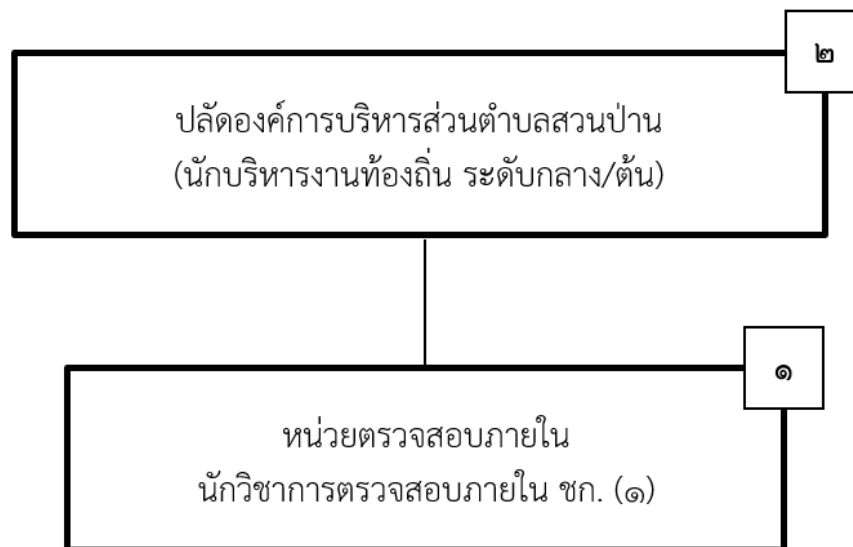 ๒
ปลัดองค์การบริหารส่วนตำบลสวนป่าน
(นักบริหารงานท้องถิ่น ระดับกลาง/ต้น)
๑
หน่วยตรวจสอบภายใน
นักวิชาการตรวจสอบภายใน ชก. (๑)